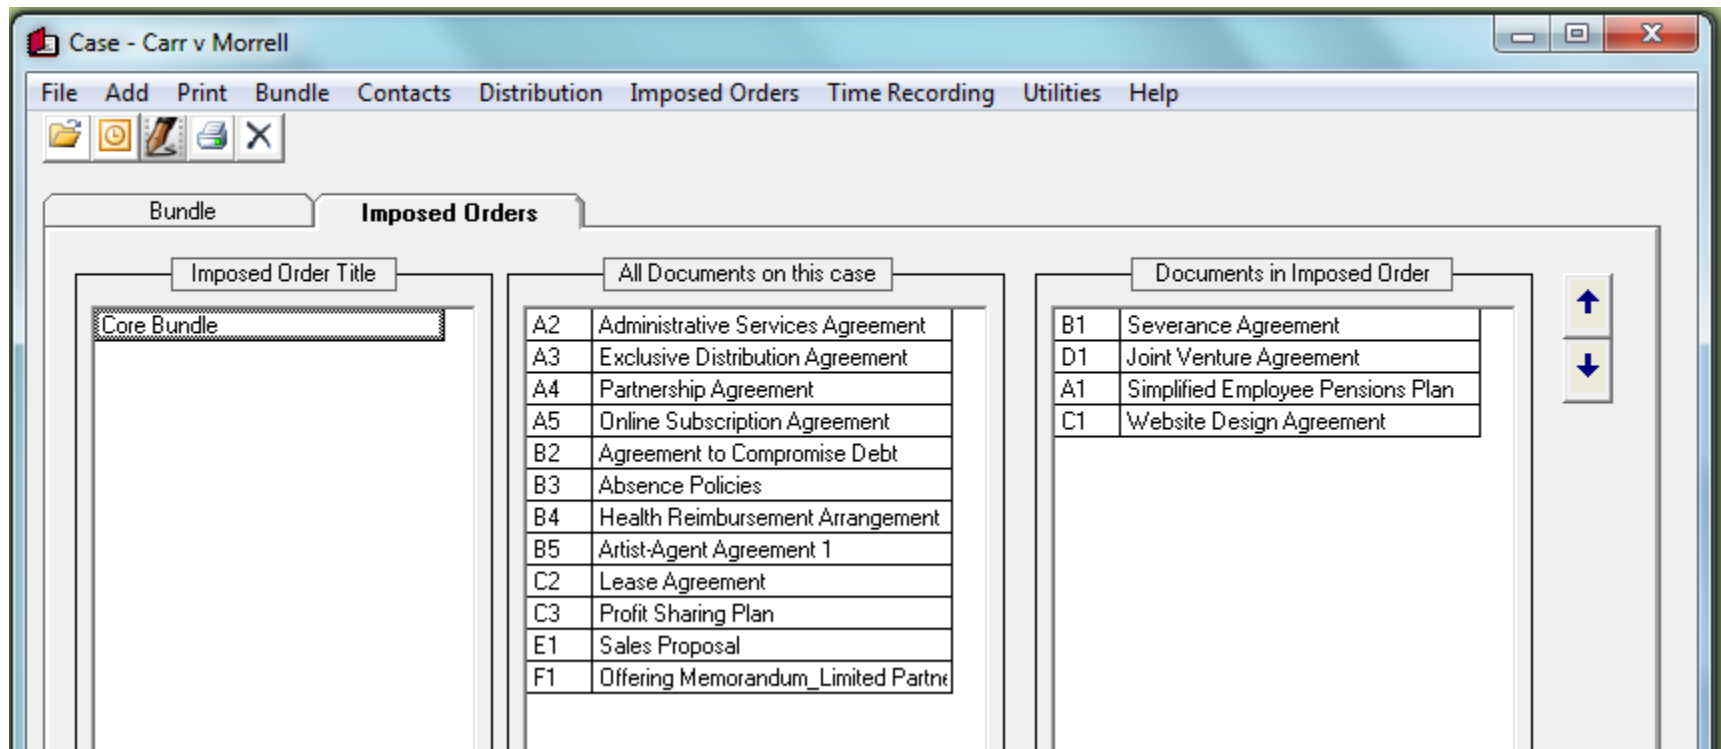 Case - Carr v Morrell
File Add Print Bundle Contacts Distribution Imposed Orders Time Recording Utilities Help
Bundle Imposed Orders
Imposed Order Title
Core Bundle
All Documents on this case
A2 Administrative Services Agreement
A3 Exclusive Distribution Agreement
A4 Partnership Agreement
A5 Online Subscription Agreement
B2 Agreement to Compromise Debt
B3 Absence Policies
B4 Health Reimbursement Arrangement
B5 Artist-Agent Agreement 1
C2 Lease Agreement
C3 Profit Sharing Plan
E1 Sales Proposal
F1 Offering Memorandum_Limited Partne
Documents in Imposed Order
B1 Severance Agreement
D1 Joint Venture Agreement
A1 Simplified Employee Pensions Plan
C1 Website Design Agreement